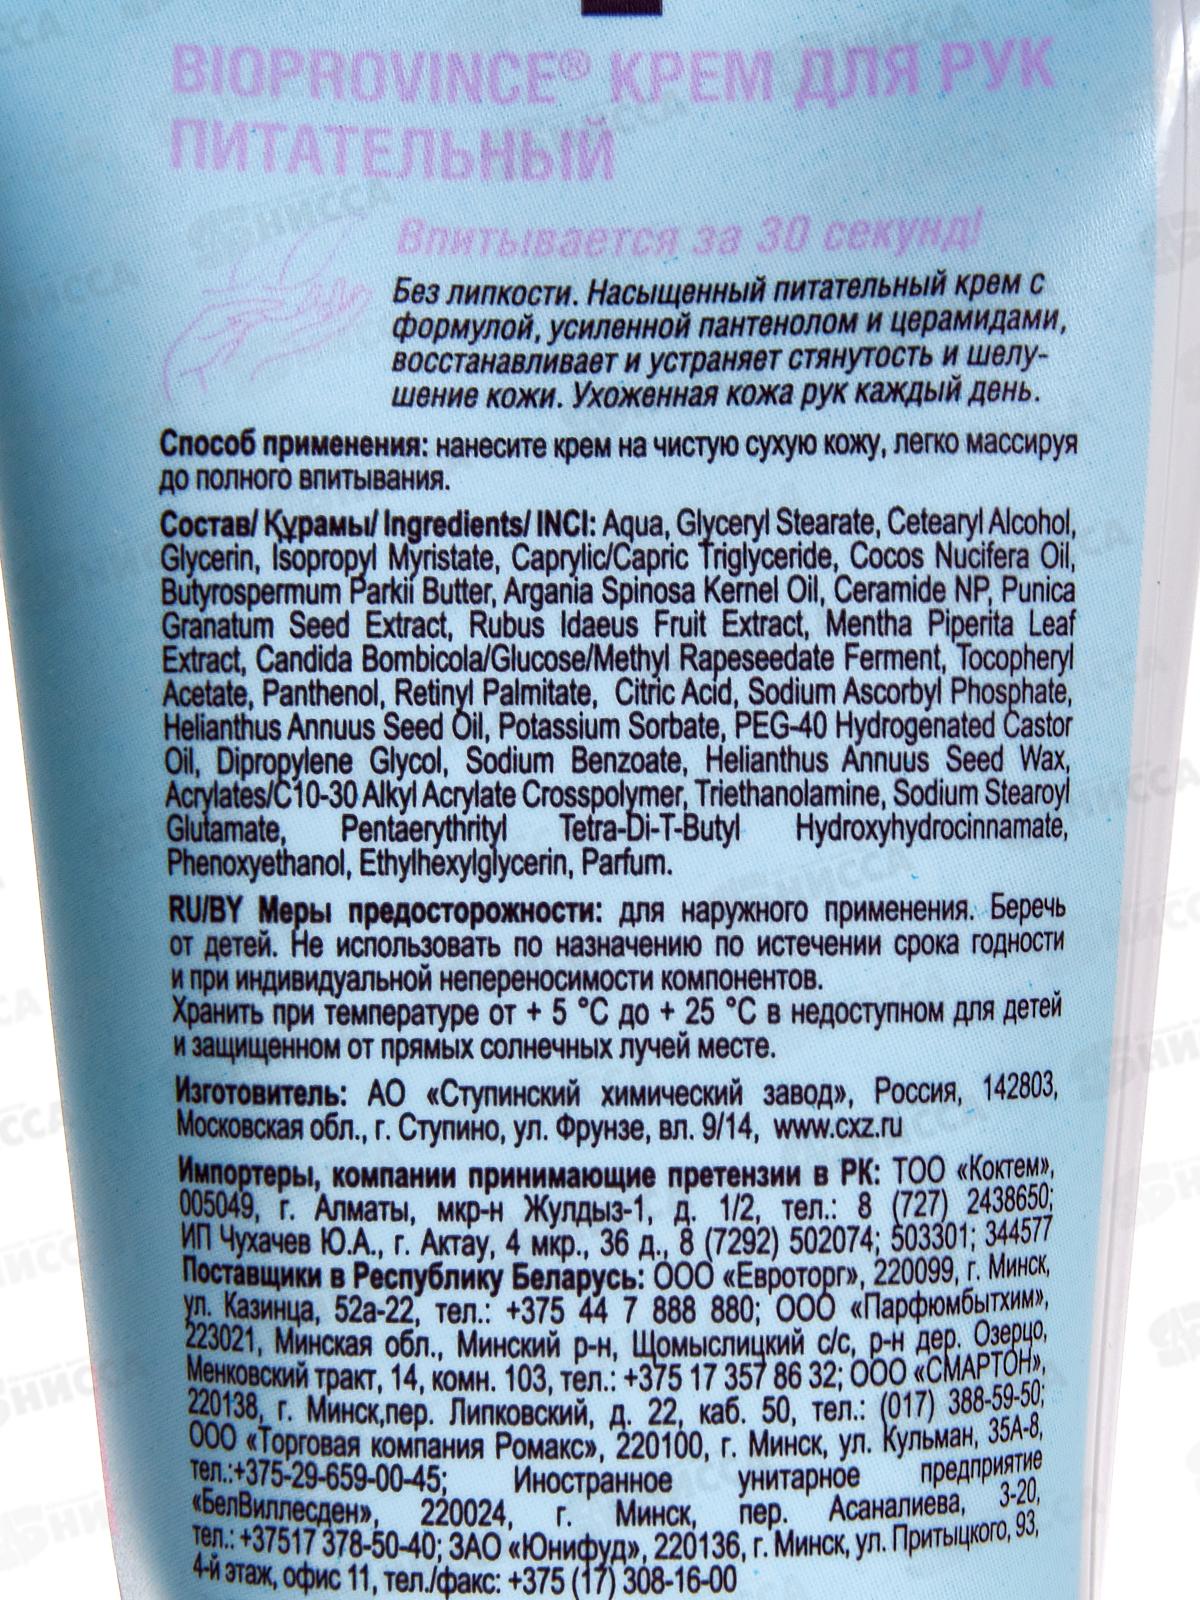 BIOPROVINCE® КРЕМ ДЛЯ РУК
ПИТАТЕЛЬНЫЙ
Впитывается за 30 секунд!
Без липкости. Насыщенный питательный крем с
формулой, усиленной пантенолом и церамидами,
восстанавливает и устраняет стянутость и шелу-
шение кожи. Ухоженная кожа рук каждый день.
Способ применения: нанесите крем на чистую сухую кожу, легко массируя
до полного впитывания.
Состав/ Құрамы/ Ingredients/ INCI: Aqua, Glyceryl Stearate, Cetearyl Alcohol,
Glycerin, Isopropyl Myristate, Caprylic/Capric Triglyceride, Cocos Nucifera Oil,
Butyrospermum Parkii Butter, Argania Spinosa Kernel Oil, Ceramide NP, Punica
Granatum Seed Extract, Rubus Idaeus Fruit Extract, Mentha Piperita Leaf
Extract, Candida Bombicola/Glucose/Methyl Rapeseedate Ferment, Tocopheryl
Acetate, Panthenol, Retinyl Palmitate, Citric Acid, Sodium Ascorbyl Phosphate,
Helianthus Annuus Seed Oil, Potassium Sorbate, PEG-40 Hydrogenated Castor
Oil, Dipropylene Glycol, Sodium Benzoate, Helianthus Annuus Seed Wax,
Acrylates/C10-30 Alkyl Acrylate Crosspolymer, Triethanolamine, Sodium Stearoyl
Glutamate, Pentaerythrityl Tetra-Di-T-Butyl Hydroxyhydrocinnamate,
Phenoxyethanol, Ethylhexylglycerin, Parfum.
RU/BY Меры предосторожности: для наружного применения. Беречь
от детей. Не использовать по назначению по истечении срока годности
и при индивидуальной непереносимости компонентов.
Хранить при температуре от + 5 °C до + 25 °C в недоступном для детей
и защищенном от прямых солнечных лучей месте.
Изготовитель: АО «Ступинский химический завод», Россия, 142803,
Московская обл., г. Ступино, ул. Фрунзе, вл. 9/14, www.cxz.ru
Импортеры, компании принимающие претензии в РК: ТОО «Коктем»,
005049, г. Алматы, мкр-н Жулдыз-1, д. 1/2, тел.: 8 (727) 2438650;
ИП Чухачев Ю.А., г. Актау, 4 мкр., 36 д., 8 (7292) 502074; 503301; 344577
Поставщики в Республику Беларусь: ООО «Евроторг», 220099, г. Минск,
ул. Казинца, 52а-22, тел.: +375 44 7 888 880; ООО «Парфюмбытхим»,
223021, Минская обл., Минский р-н, Щомыслицкий с/с, р-н дер. Озерцо,
Менковский тракт, 14, комн. 103, тел.: +375 17 357 86 32; ООО «СМАРТОН»,
220138, г. Минск,пер. Липковский, д. 22, каб. 50, тел.: (017) 388-59-50;
ООО «Торговая компания Ромакс», 220100, г. Минск, ул. Кульман, 35А-8,
тел.:+375-29-659-00-45; Иностранное унитарное предприятие
«БелВиллесден», 220024, г. Минск, пер. Асаналиева, 3-20,
тел.: +37517 378-50-40; ЗАО «Юнифуд», 220136, г. Минск, ул. Притыцкого, 93,
4-й этаж, офис 11, тел./факс: +375 (17) 308-16-00